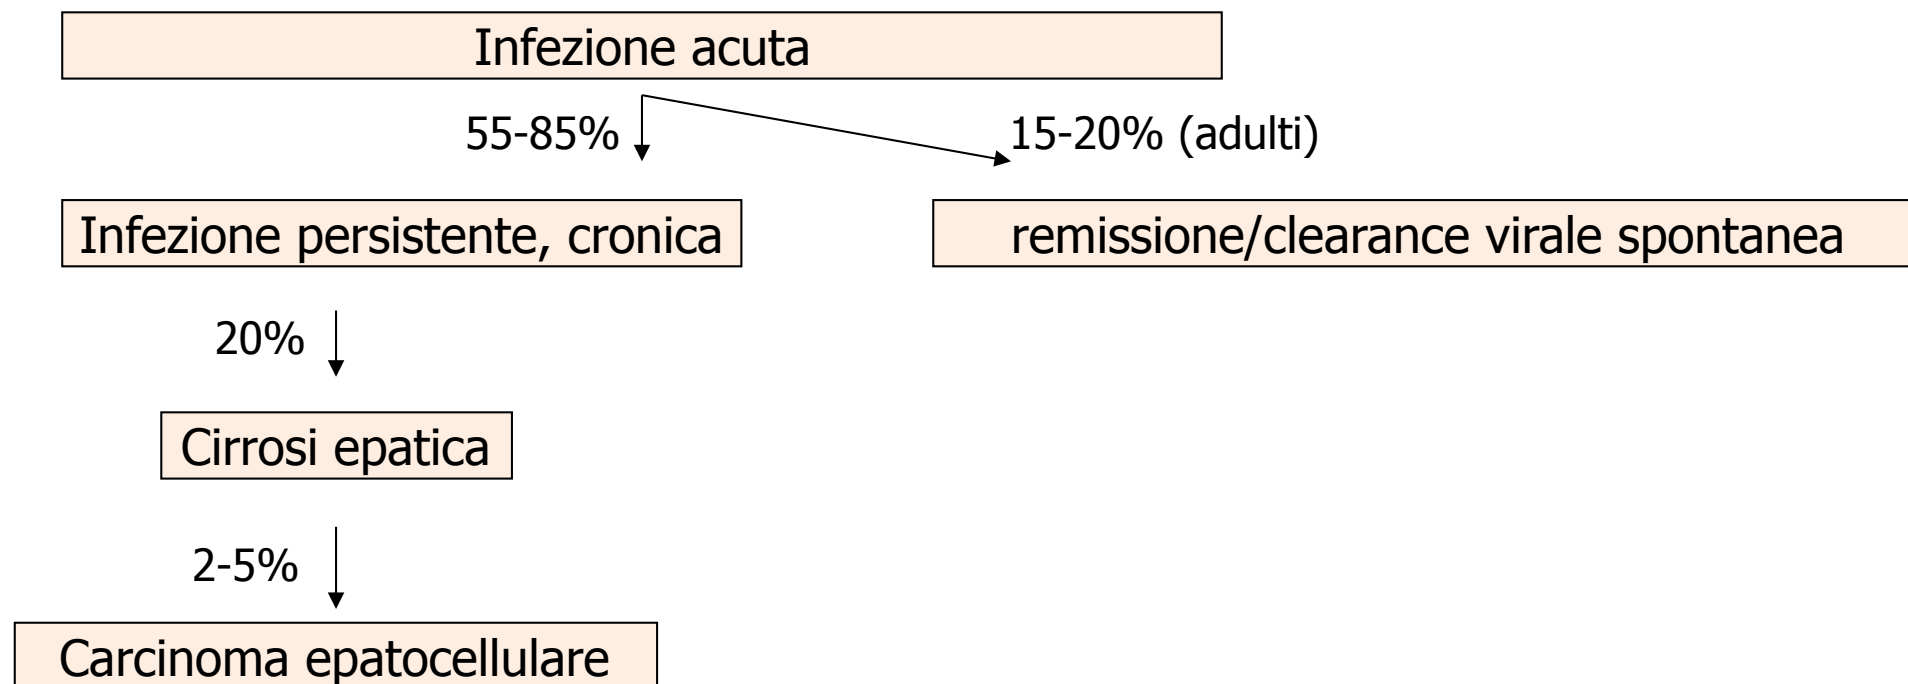 Infezione acuta
55-85%
15-20% (adulti)
Infezione persistente, cronica
remissione/clearance virale spontanea
20%
Cirrosi epatica
2-5%
Carcinoma epatocellulare